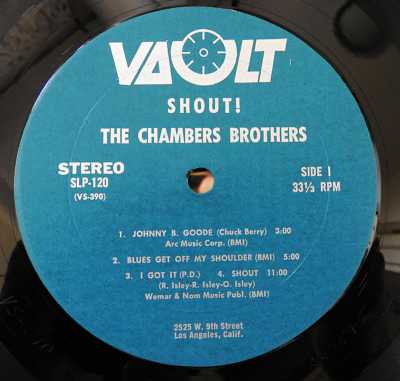 VAULT
SHOUT!
THE CHAMBERS BROTHERS
STEREO
SLP-120
(VS-390)
SIDE 1
33⅓ RPM
1. JOHNNY B. GOODE (Chuck Berry) 3:00
Arc Music Corp. (BMI)
2. BLUES GET OFF MY SHOULDER (BMI) 5:00
3. I GOT IT (P.D.) 4. SHOUT 11:00
(R. Isley-R. Isley-O. Isley)
Wemar & Nom Music Publ. (BMI)
2525 W. 9th Street
Los Angeles, Calif.